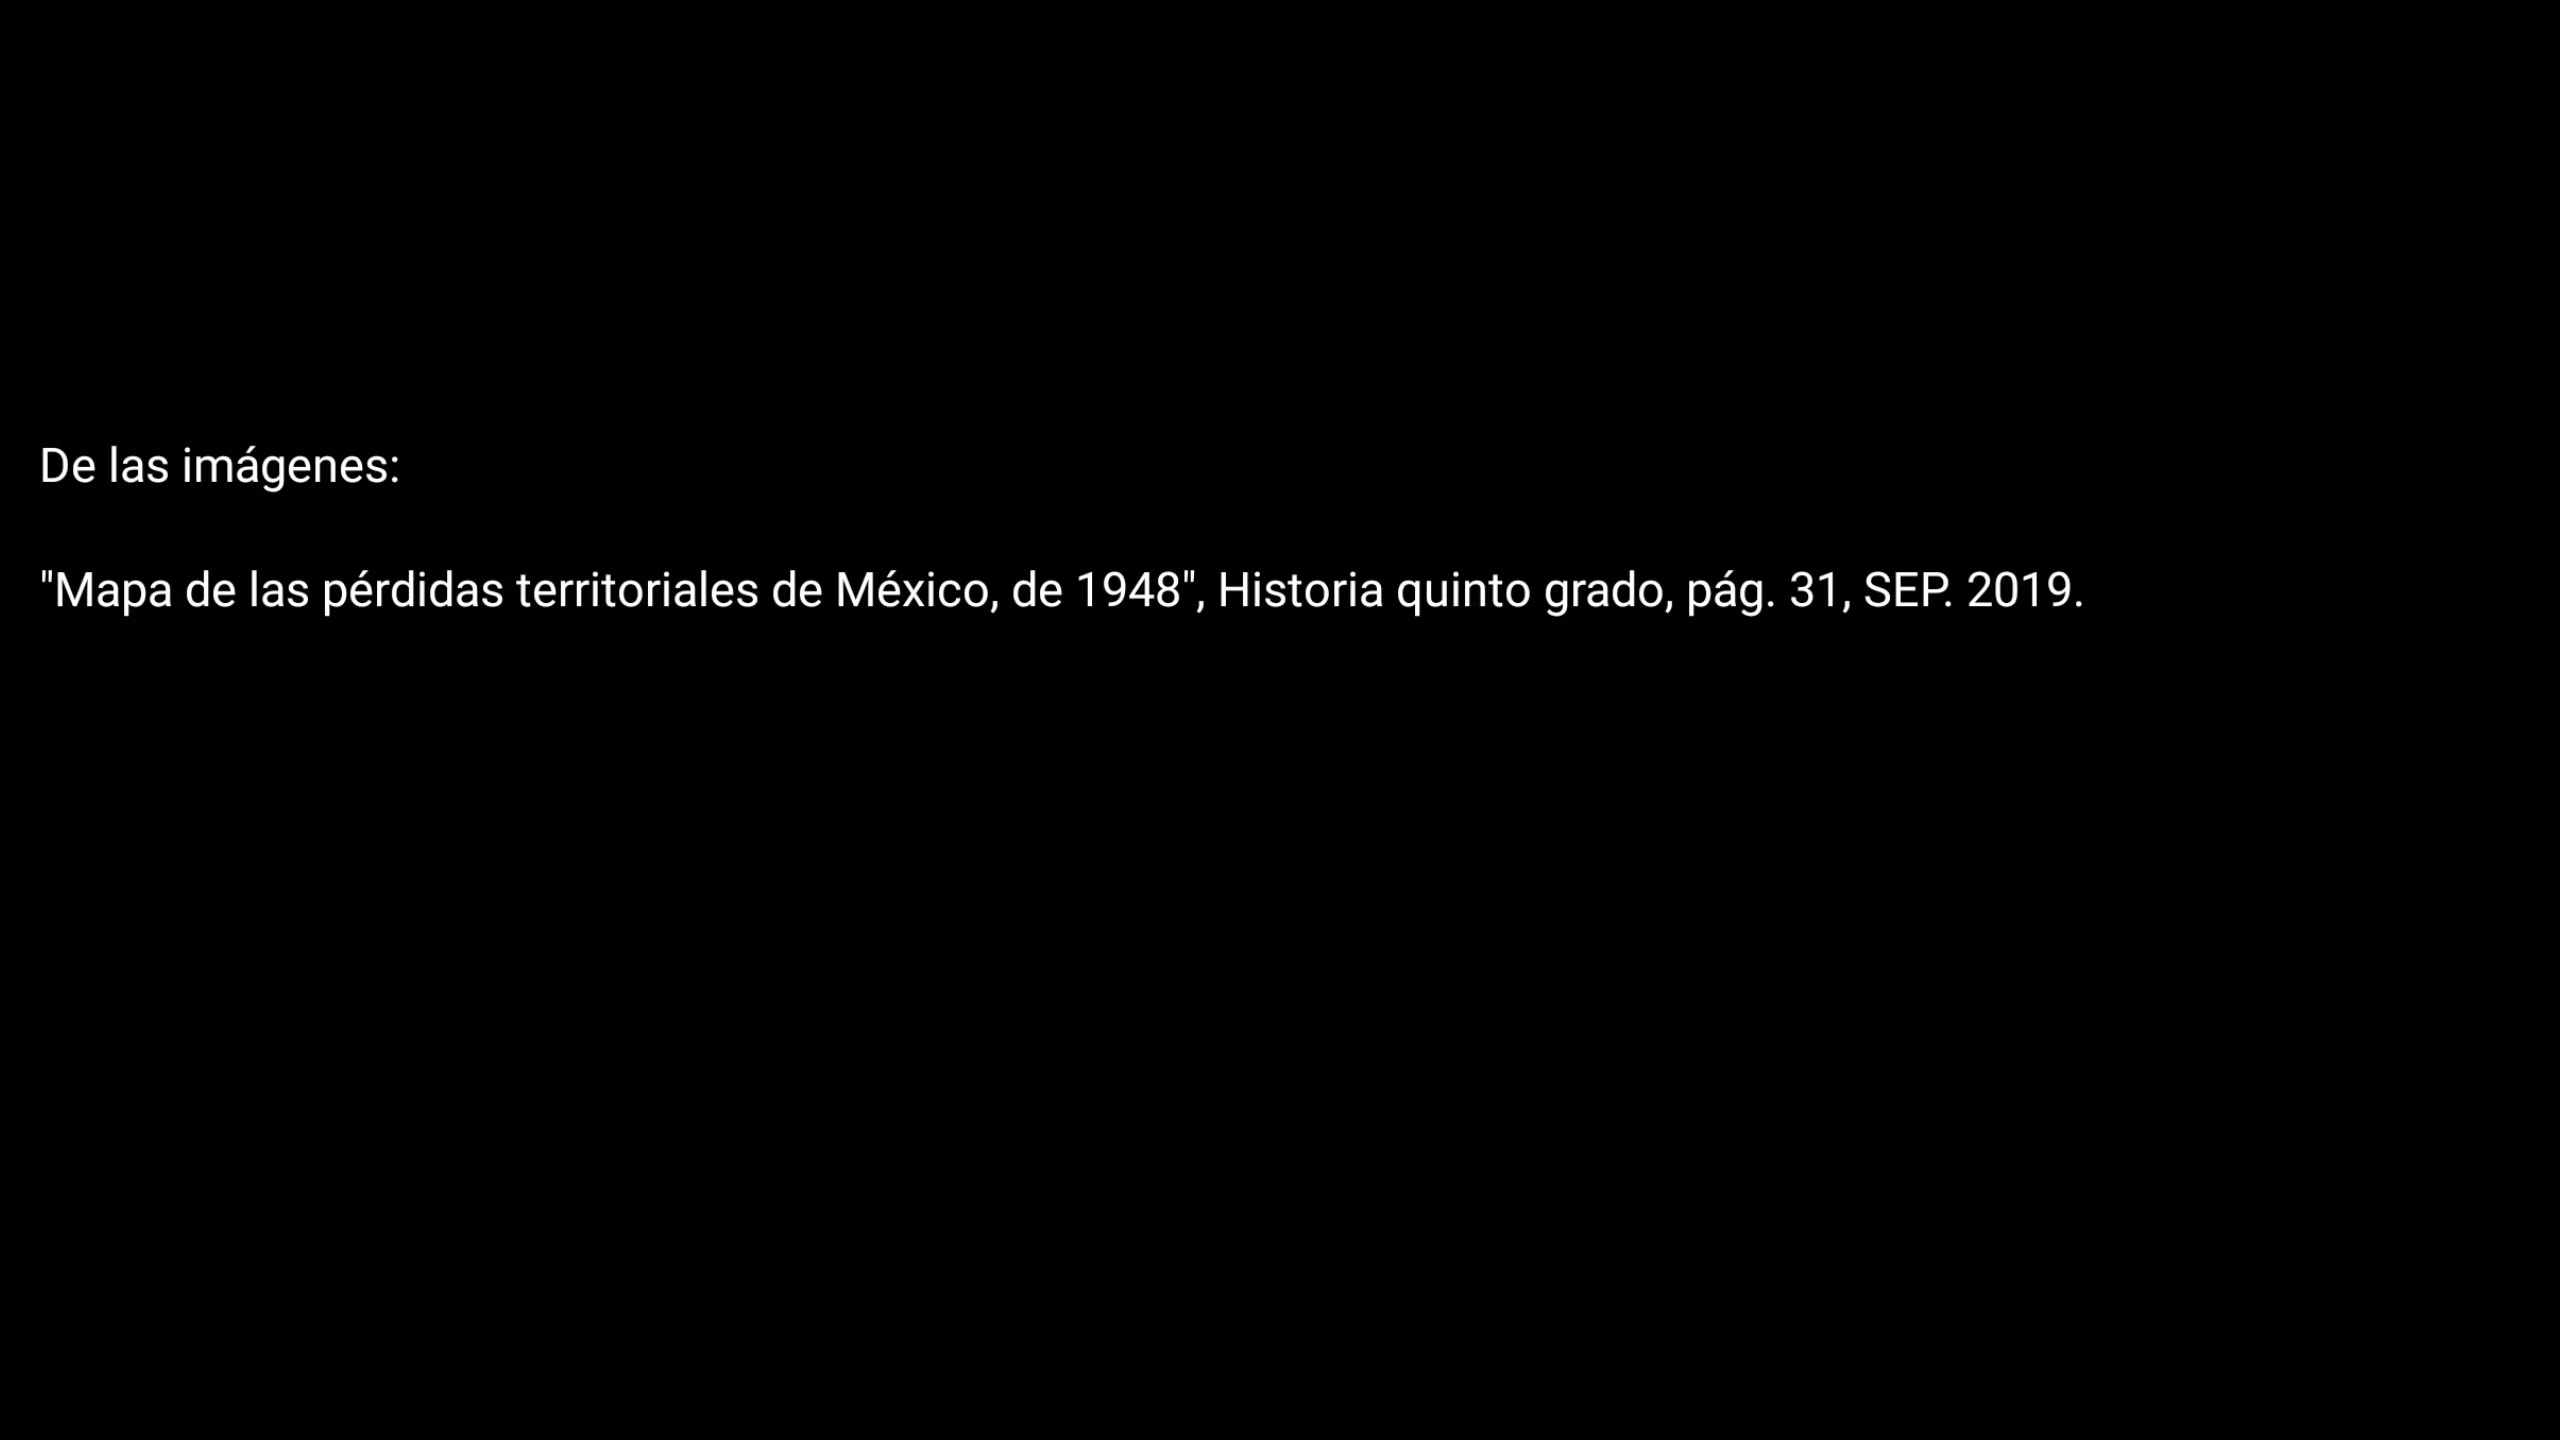 De las imágenes:
"Mapa de las pérdidas territoriales de México, de 1948", Historia quinto grado, pág. 31, SEP. 2019.